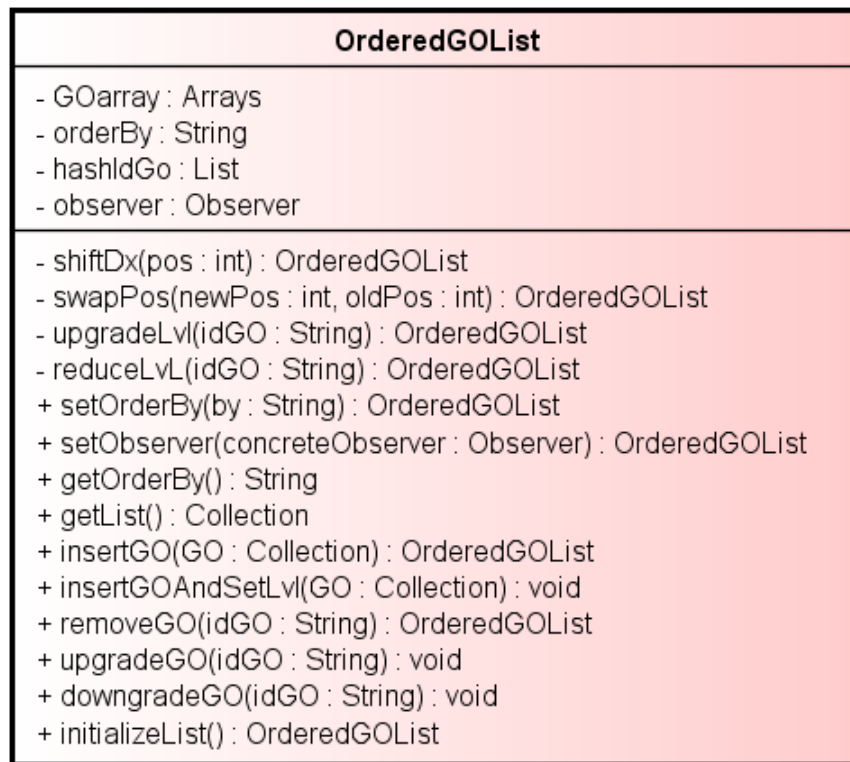 OrderedGOList
- GOarray : Arrays
- orderBy : String
- hashIdGo : List
- observer : Observer
- shiftDx(pos : int) : OrderedGOList
- swapPos(newPos : int, oldPos : int) : OrderedGOList
- upgradeLvl(idGO : String) : OrderedGOList
- reduceLvL(idGO : String) : OrderedGOList
+ setOrderBy(by : String) : OrderedGOList
+ setObserver(concreteObserver : Observer) : OrderedGOList
+ getOrderBy() : String
+ getList() : Collection
+ insertGO(GO : Collection) : OrderedGOList
+ insertGOAndSetLvl(GO : Collection) : void
+ removeGO(idGO : String) : OrderedGOList
+ upgradeGO(idGO : String) : void
+ downgradeGO(idGO : String) : void
+ initializeList() : OrderedGOList